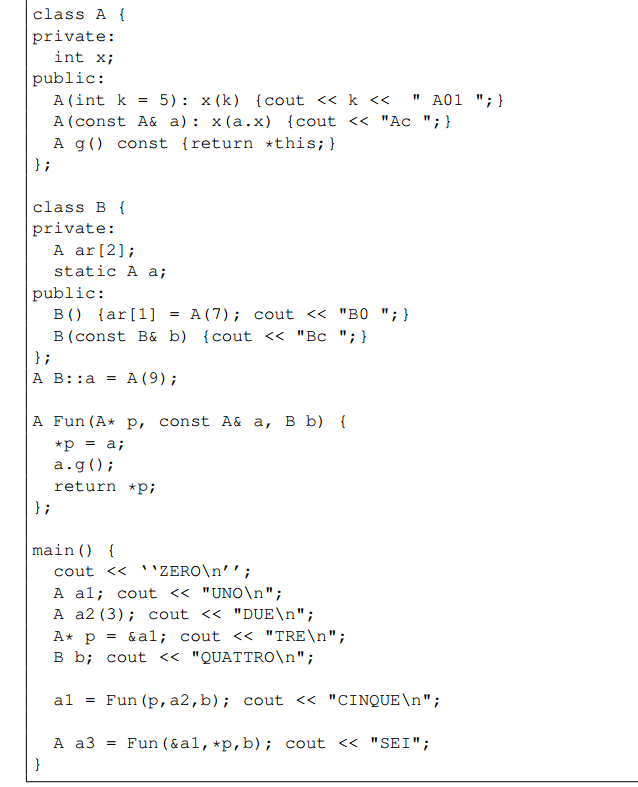 class A {
private:
  int x;
public:
  A(int k = 5): x(k) {cout << k <<  " A01 ";}
  A(const A& a): x(a.x) {cout << "Ac ";}
  A g() const {return *this;}
};

class B {
private:
  A ar[2];
  static A a;
public:
  B() {ar[1] = A(7); cout << "B0 ";}
  B(const B& b) {cout << "Bc ";}
};
A B::a = A(9);

A Fun(A* p, const A& a, B b) {
  *p = a;
  a.g();
  return *p;
};

main() {
  cout << ‘‘ZERO\n’’;
  A a1; cout << "UNO\n";
  A a2(3); cout << "DUE\n";
  A* p = &a1; cout << "TRE\n";
  B b; cout << "QUATTRO\n";

  a1 = Fun(p,a2,b); cout << "CINQUE\n";

  A a3 = Fun(&a1,*p,b); cout << "SEI";
}